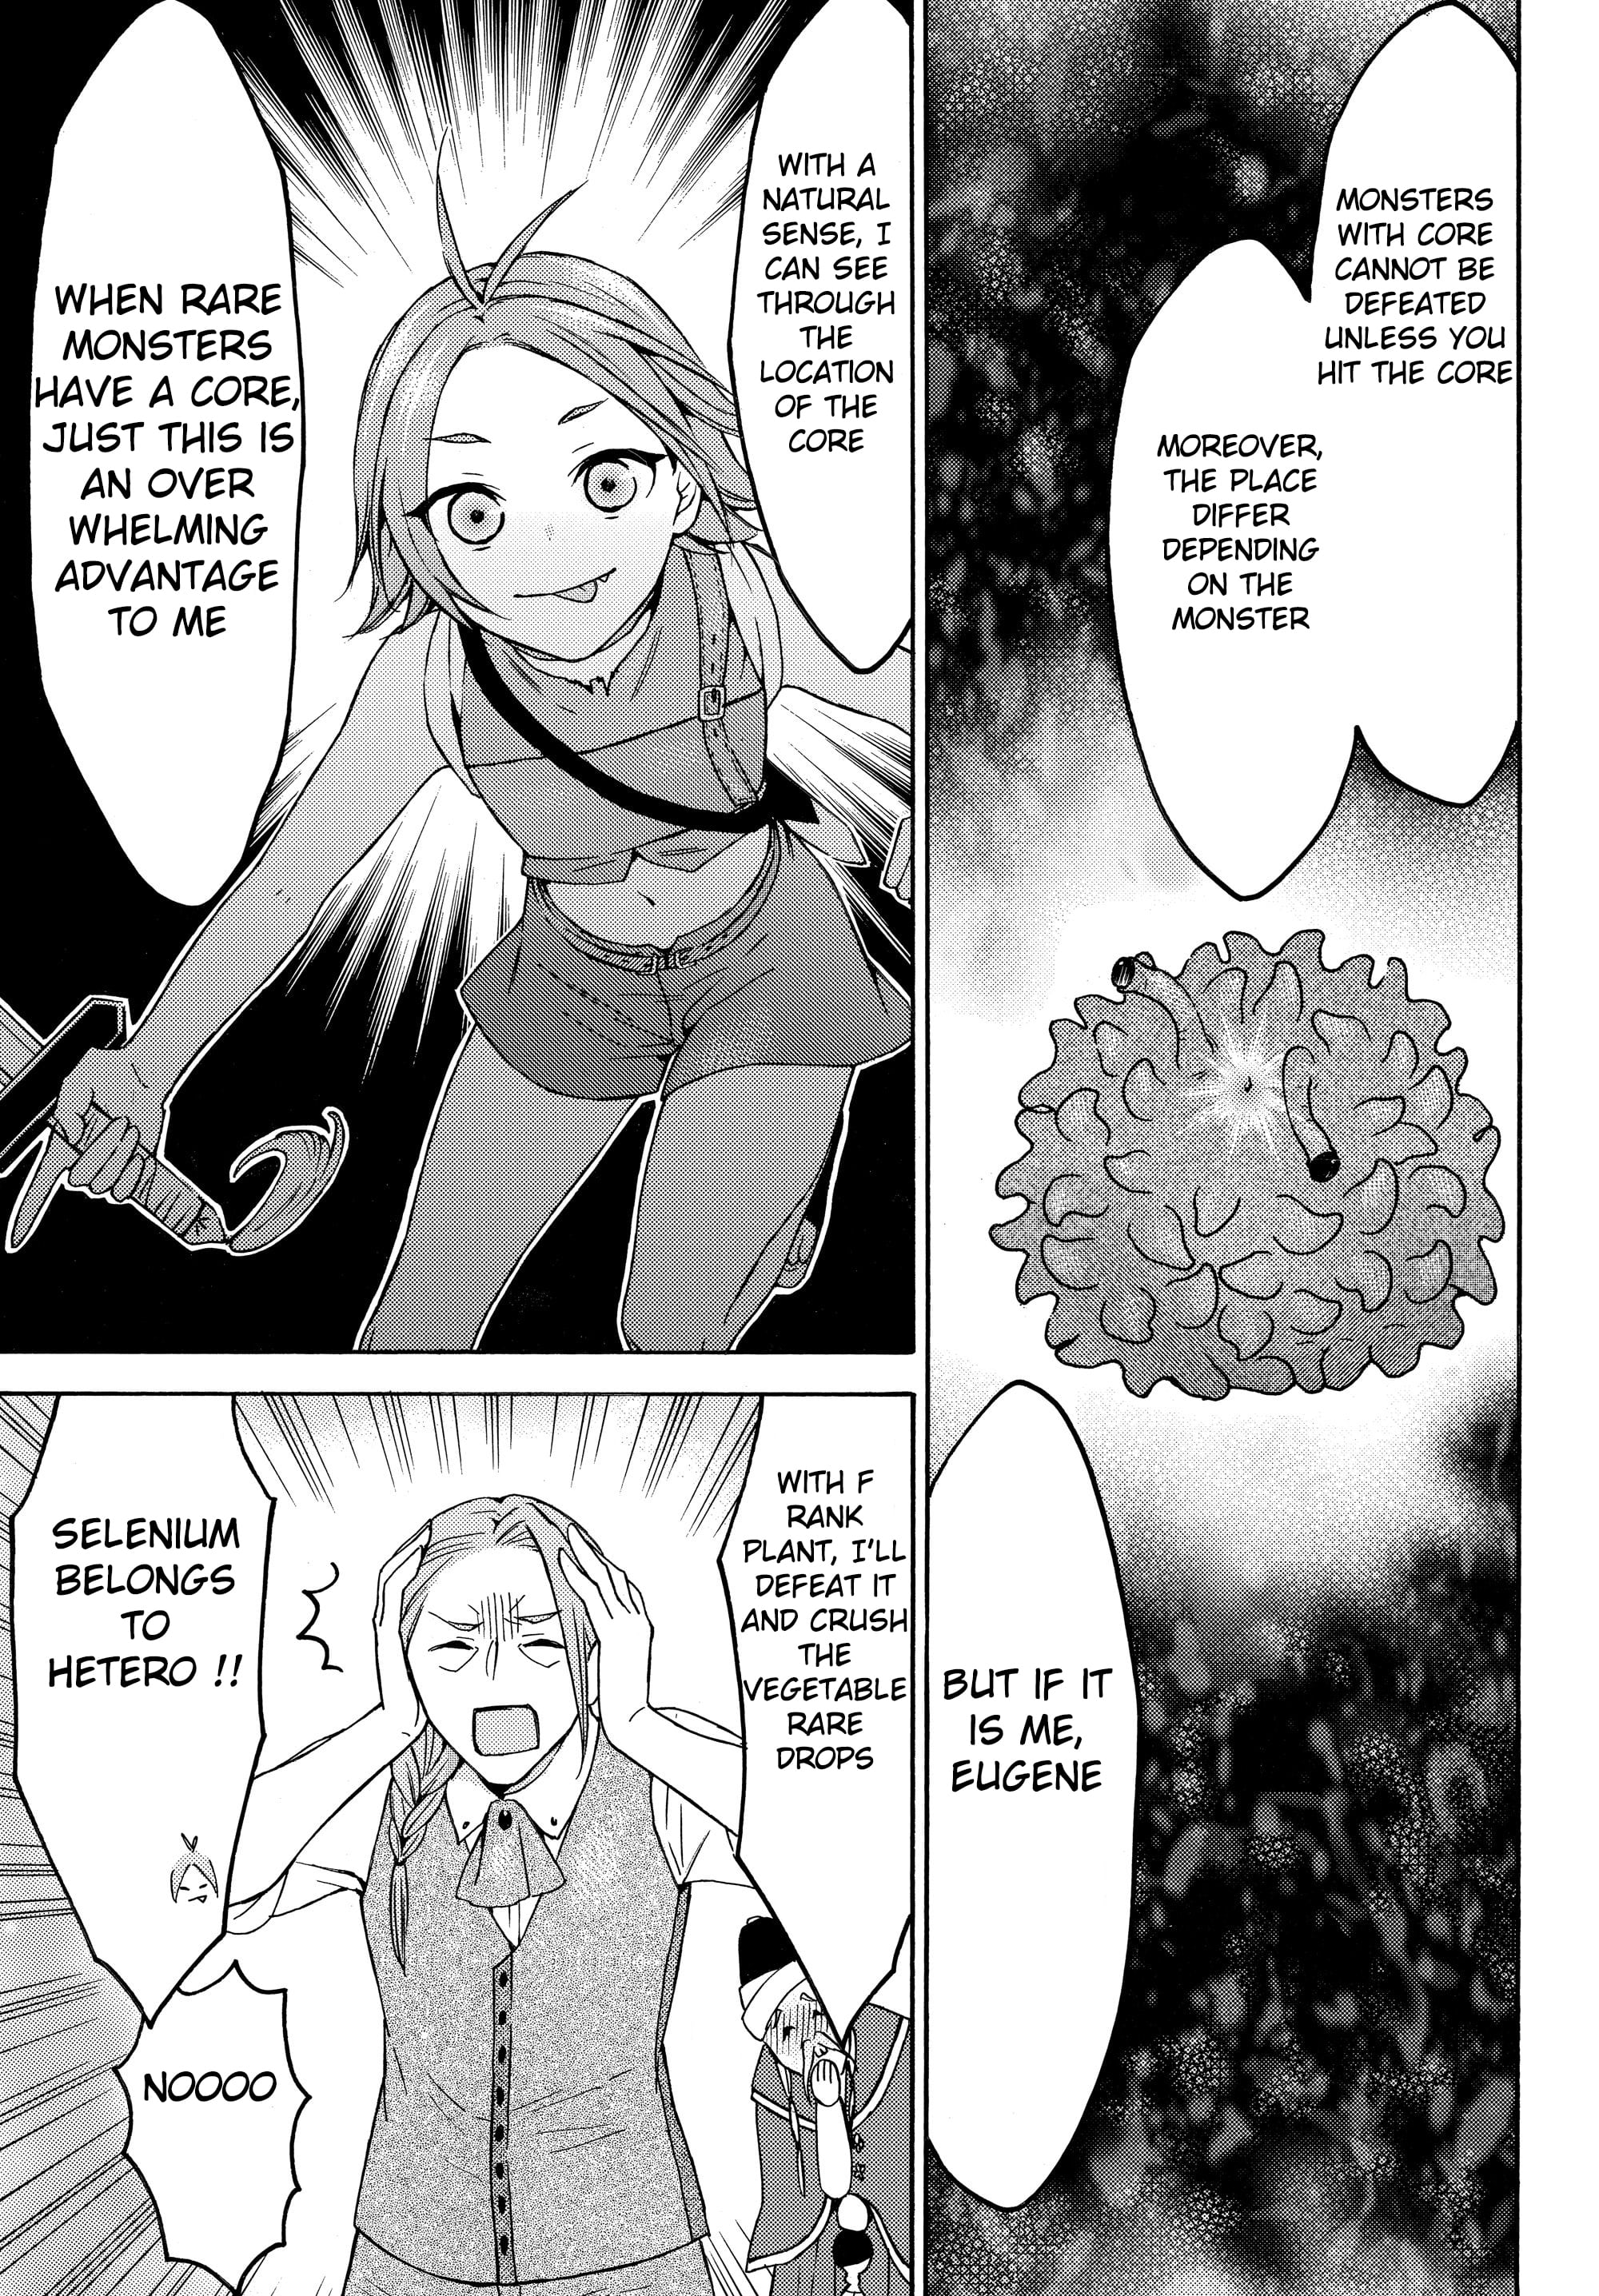 MONSTERS
WITH CORE
CANNOT BE
DEFEATED
UNLESS YOU
HIT THE CORE
MOREOVER,
THE PLACE
DIFFER
DEPENDING
ON THE
MONSTER
BUT IF IT
IS ME,
EUGENE
WITH A
NATURAL
SENSE, I
CAN SEE
THROUGH
THE
LOCATION
OF THE
CORE
WHEN RARE
MONSTERS
HAVE A CORE,
JUST THIS IS
AN OVER
WHELMING
ADVANTAGE
TO ME
WITH F
RANK
PLANT, I'LL
DEFEAT IT
AND CRUSH
THE
VEGETABLE
RARE
DROPS
SELENIUM
BELONGS
TO
HETERO !!
NOOOO